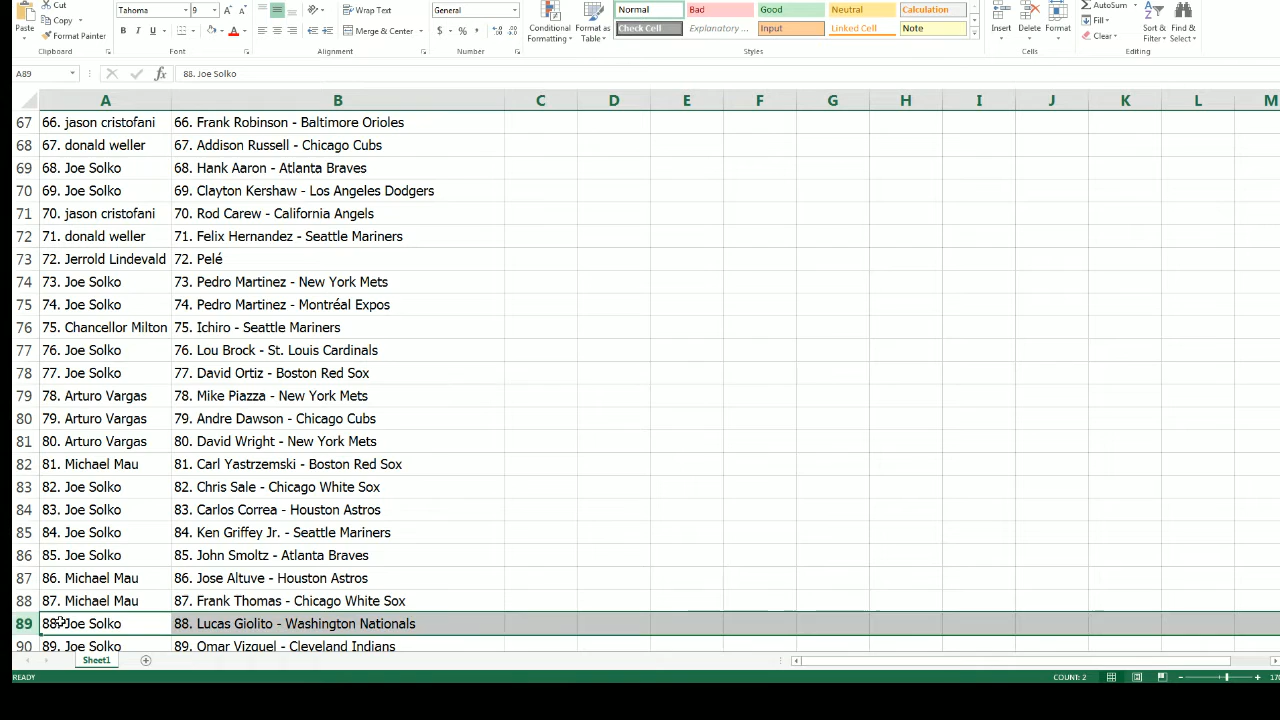 Cut
Copy
Paste
Format Painter
Clipboard
Tahoma 9 A A
B I U A
Font
Wrap Text
Merge & Center
Alignment
General
$ % ,
Number
Conditional Formatting
Format as Table
Normal Bad Good Neutral Calculation
Check Cell Explanatory ... Input Linked Cell Note
Styles
Insert Delete Format
Cells
AutoSum
Fill
Clear
Sort & Filter
Find & Select
Editing
A89 fx 88. Joe Solko
A B C D E F G H I J K L M
67 66. jason cristofani 66. Frank Robinson - Baltimore Orioles
68 67. donald weller 67. Addison Russell - Chicago Cubs
69 68. Joe Solko 68. Hank Aaron - Atlanta Braves
70 69. Joe Solko 69. Clayton Kershaw - Los Angeles Dodgers
71 70. jason cristofani 70. Rod Carew - California Angels
72 71. donald weller 71. Felix Hernandez - Seattle Mariners
73 72. Jerrold Lindevald 72. Pelé
74 73. Joe Solko 73. Pedro Martinez - New York Mets
75 74. Joe Solko 74. Pedro Martinez - Montréal Expos
76 75. Chancellor Milton 75. Ichiro - Seattle Mariners
77 76. Joe Solko 76. Lou Brock - St. Louis Cardinals
78 77. Joe Solko 77. David Ortiz - Boston Red Sox
79 78. Arturo Vargas 78. Mike Piazza - New York Mets
80 79. Arturo Vargas 79. Andre Dawson - Chicago Cubs
81 80. Arturo Vargas 80. David Wright - New York Mets
82 81. Michael Mau 81. Carl Yastrzemski - Boston Red Sox
83 82. Joe Solko 82. Chris Sale - Chicago White Sox
84 83. Joe Solko 83. Carlos Correa - Houston Astros
85 84. Joe Solko 84. Ken Griffey Jr. - Seattle Mariners
86 85. Joe Solko 85. John Smoltz - Atlanta Braves
87 86. Michael Mau 86. Jose Altuve - Houston Astros
88 87. Michael Mau 87. Frank Thomas - Chicago White Sox
89 88. Joe Solko 88. Lucas Giolito - Washington Nationals
90 89. Joe Solko 89. Omar Vizquel - Cleveland Indians
Sheet1
READY COUNT: 2